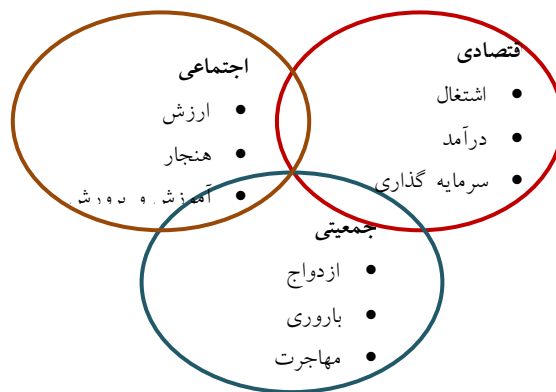 قتصادی
• اشتغال
• درآمد
• سرمایه گذاری
اجتماعی
• ارزش
• هنجار
• آموزش و پرورش
جمعیتی
• ازدواج
• باروری
• مهاجرت